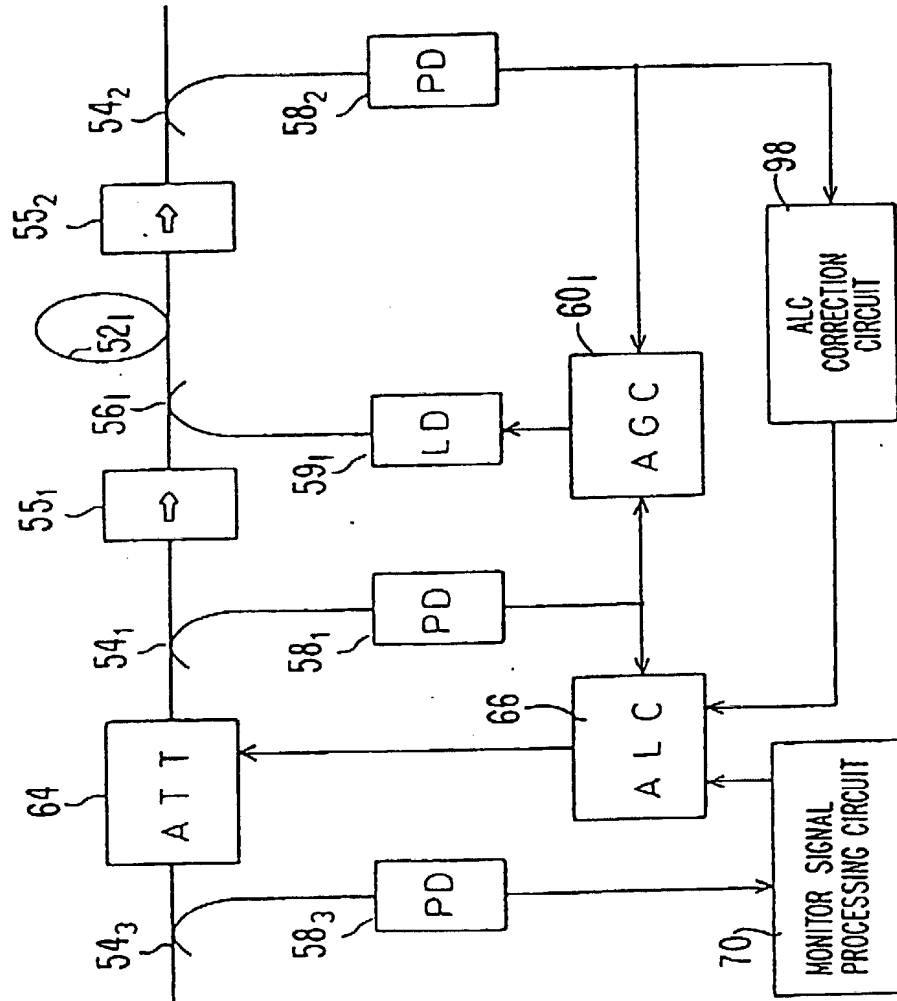 54₃
64
ATT
54₁
55₁
56₁
52₁
55₂
54₂
58₃
PD
58₁
PD
59₁
LD
58₂
PD
66
ALC
60₁
AGC
70
MONITOR SIGNAL
PROCESSING CIRCUIT
98
ALC
CORRECTION
CIRCUIT